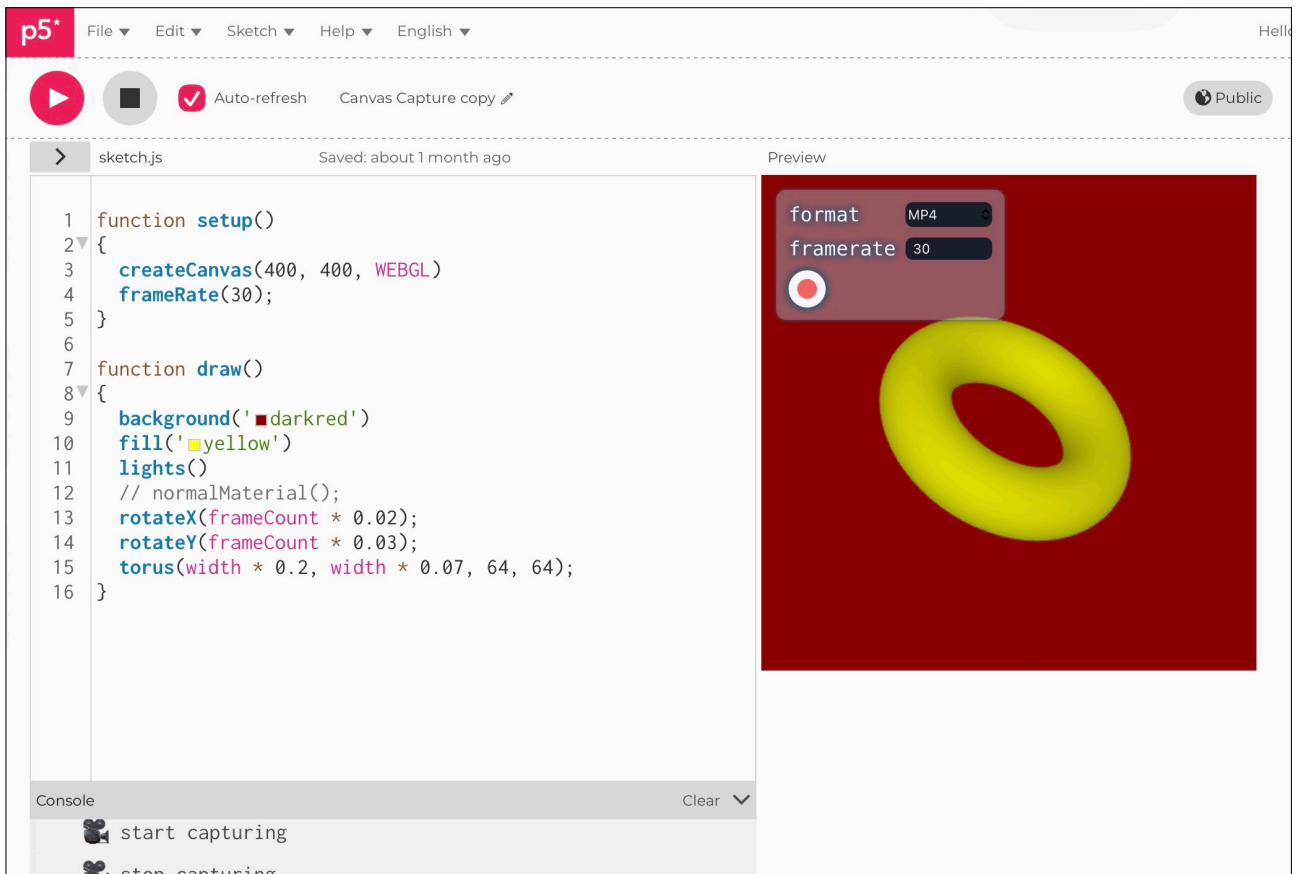 p5* File Edit Sketch Help English Hello
Auto-refresh Canvas Capture copy Public
sketch.js Saved: about 1 month ago Preview
format MP4
framerate 30
1 function setup()
2 {
3 createCanvas(400, 400, WEBGL)
4 frameRate(30);
5 }
6
7 function draw()
8 {
9 background('darkred')
10 fill('yellow')
11 lights()
12 // normalMaterial();
13 rotateX(frameCount * 0.02);
14 rotateY(frameCount * 0.03);
15 torus(width * 0.2, width * 0.07, 64, 64);
16 }
Console Clear
start capturing
stop capturing